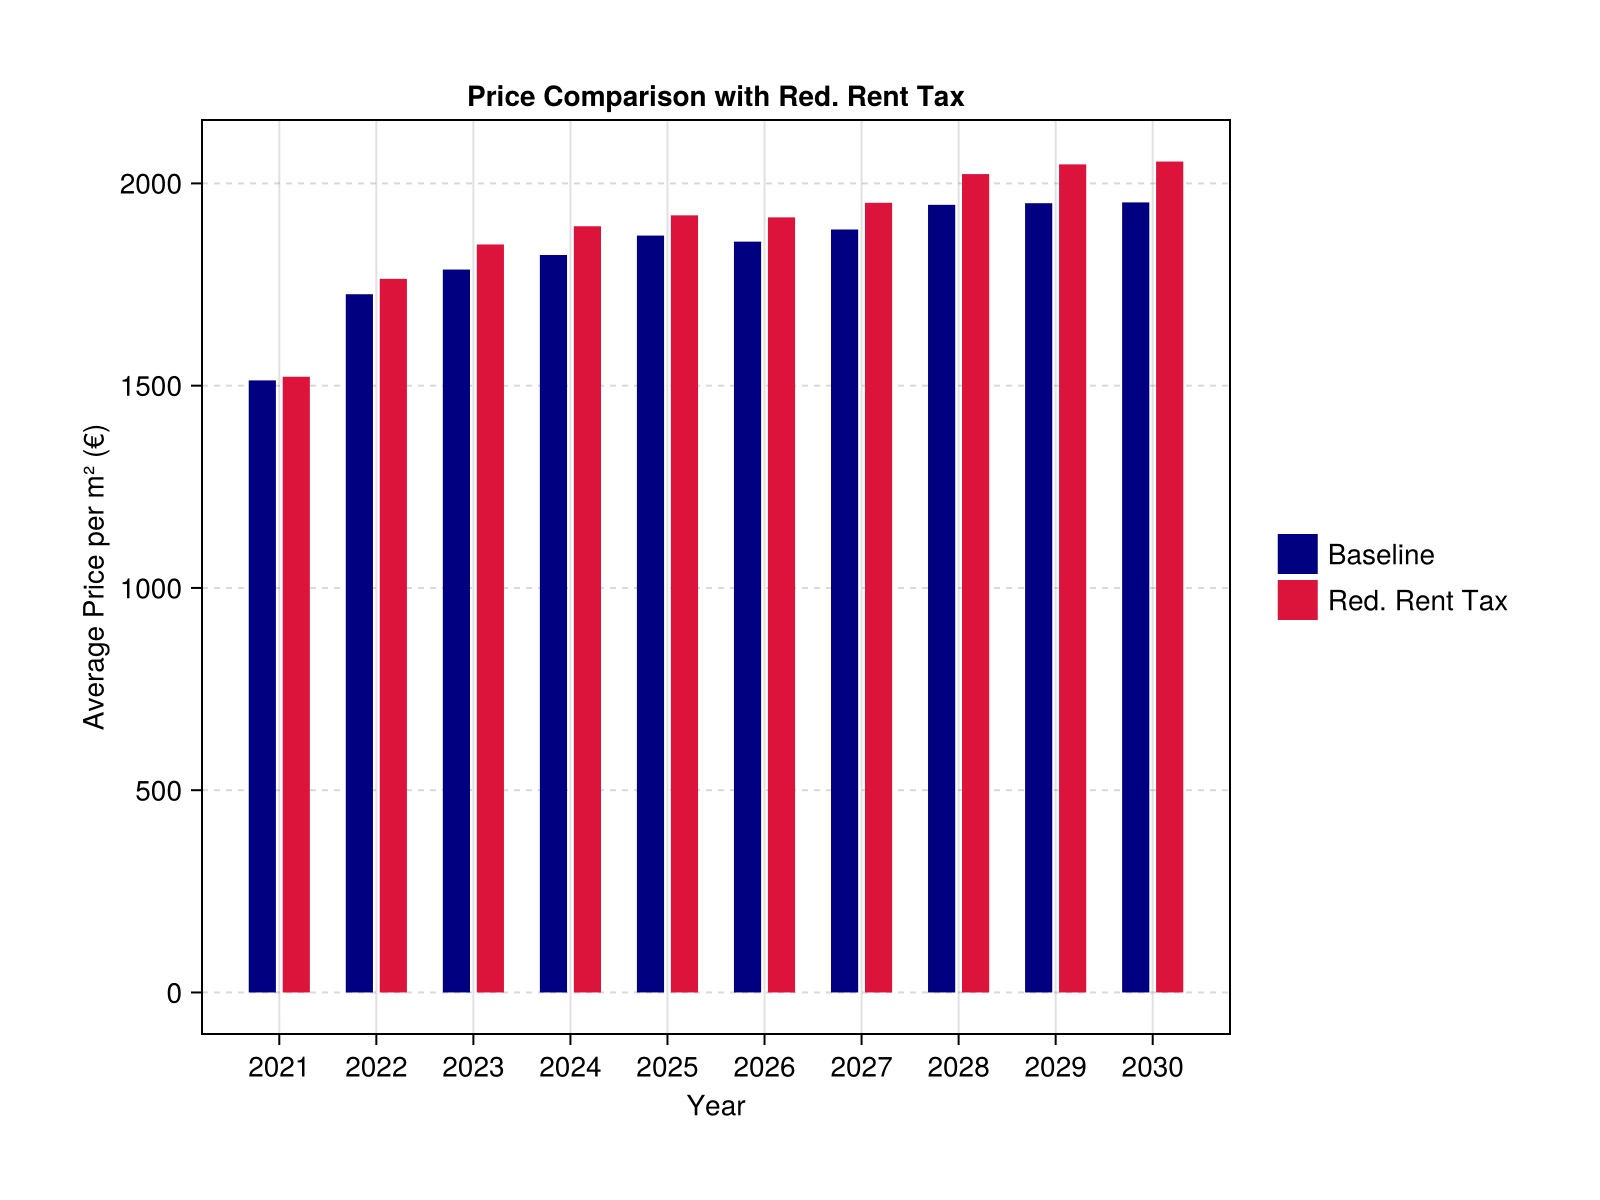 Price Comparison with Red. Rent Tax
Average Price per m² (€)
2000
1500
1000
500
0
2021 2022 2023 2024 2025 2026 2027 2028 2029 2030
Year
Baseline
Red. Rent Tax